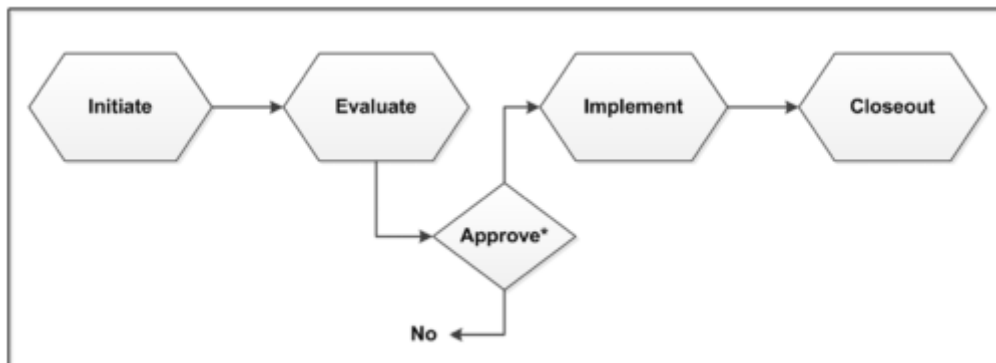 Initiate
Evaluate
Implement
Closeout
Approve*
No